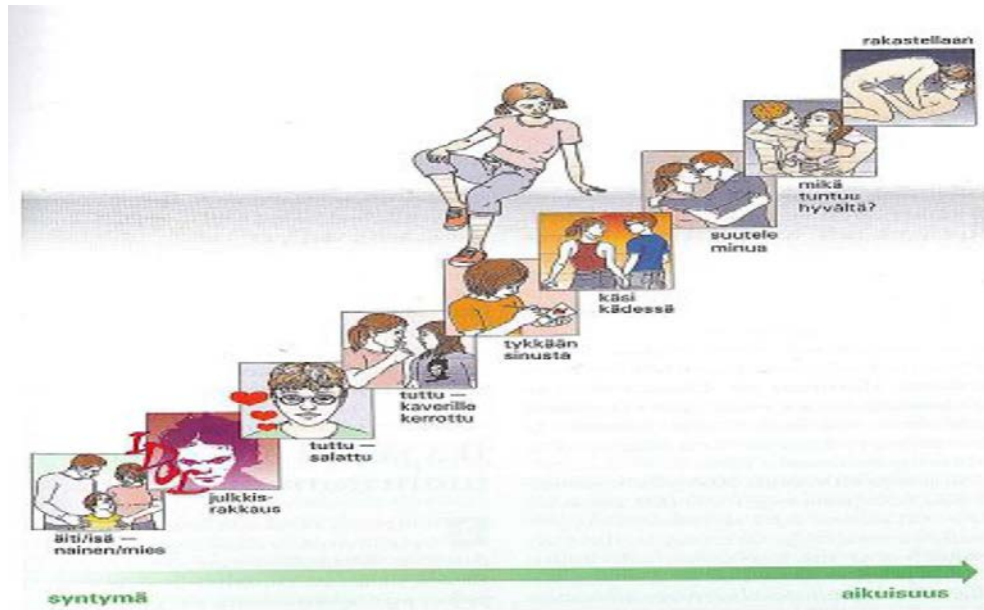 rakastellaan
mikä
tuntuu
hyvältä?
suutele
minua
käsi
kädessä
tykkään
sinusta
tuttu —
kaverille
kerrottu
tuttu —
salattu
IDOL
julkkis-
rakkaus
äiti/isä —
nainen/mies
syntymä
aikuisuus